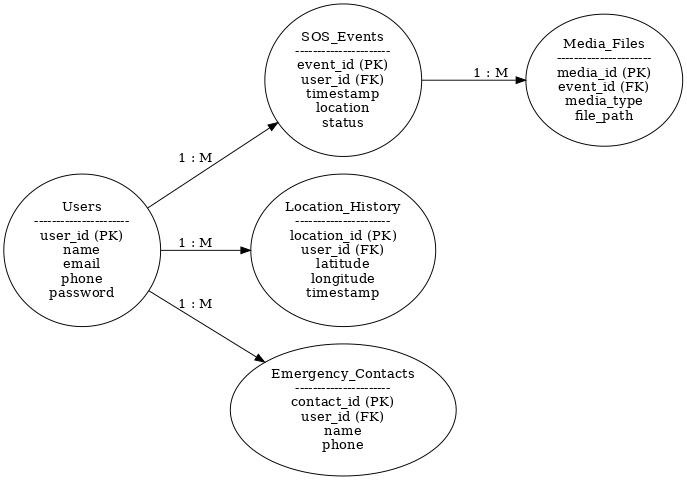 SOS_Events
----------------------
event_id (PK)
user_id (FK)
timestamp
location
status
1 : M
Media_Files
----------------------
media_id (PK)
event_id (FK)
media_type
file_path
1 : M
Users
----------------------
user_id (PK)
name
email
phone
password
1 : M
Location_History
----------------------
location_id (PK)
user_id (FK)
latitude
longitude
timestamp
1 : M
Emergency_Contacts
----------------------
contact_id (PK)
user_id (FK)
name
phone